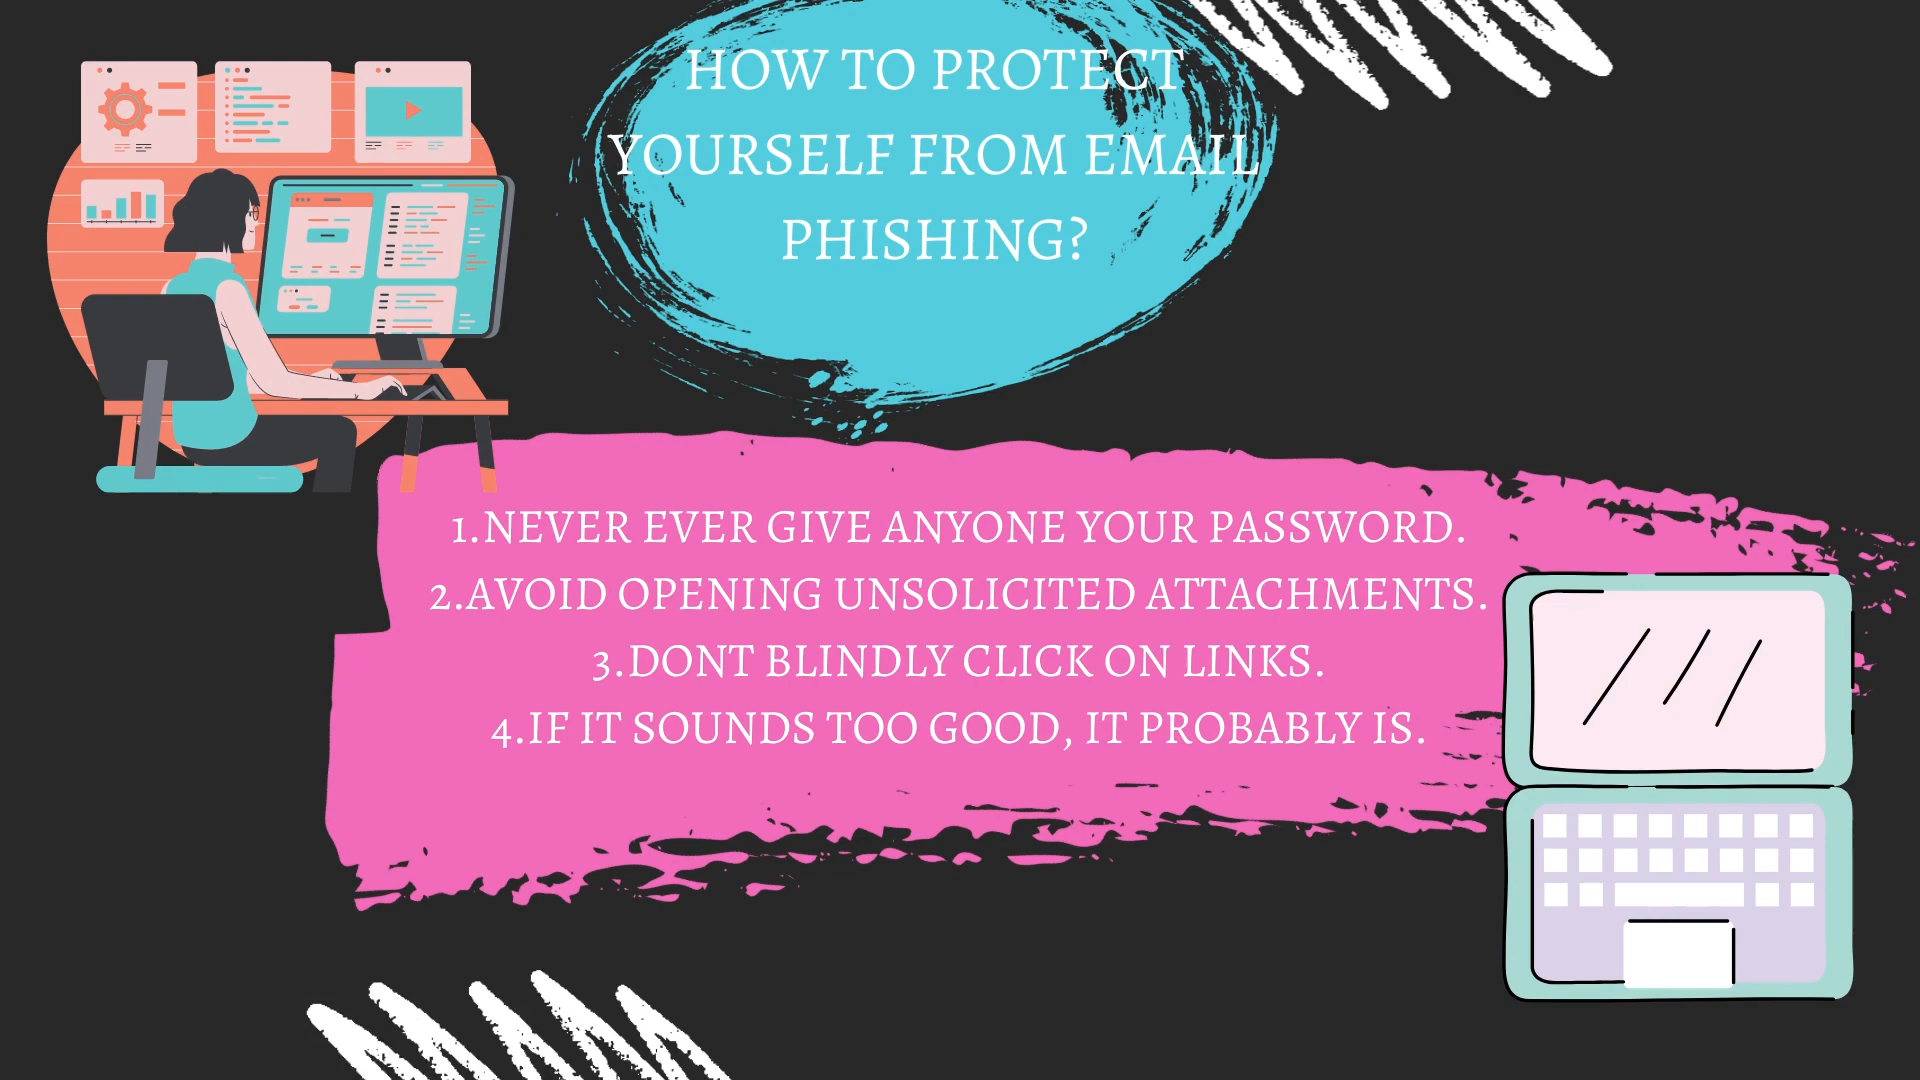 HOW TO PROTECT
YOURSELF FROM EMAIL
PHISHING?
1.NEVER EVER GIVE ANYONE YOUR PASSWORD.
2.AVOID OPENING UNSOLICITED ATTACHMENTS.
3.DONT BLINDLY CLICK ON LINKS.
4.IF IT SOUNDS TOO GOOD, IT PROBABLY IS.